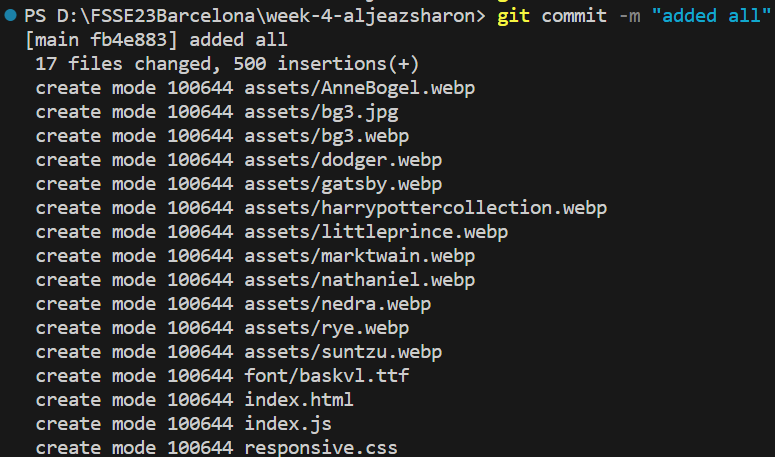 PS D:\FSSE23Barcelona\week-4-aljeazsharon> git commit -m "added all"
[main fb4e883] added all
17 files changed, 500 insertions(+)
create mode 100644 assets/AnneBogel.webp
create mode 100644 assets/bg3.jpg
create mode 100644 assets/bg3.webp
create mode 100644 assets/dodger.webp
create mode 100644 assets/gatsby.webp
create mode 100644 assets/harrypottercollection.webp
create mode 100644 assets/littleprince.webp
create mode 100644 assets/marktwain.webp
create mode 100644 assets/nathaniel.webp
create mode 100644 assets/nedra.webp
create mode 100644 assets/rye.webp
create mode 100644 assets/suntzu.webp
create mode 100644 font/baskvl.ttf
create mode 100644 index.html
create mode 100644 index.js
create mode 100644 responsive.css